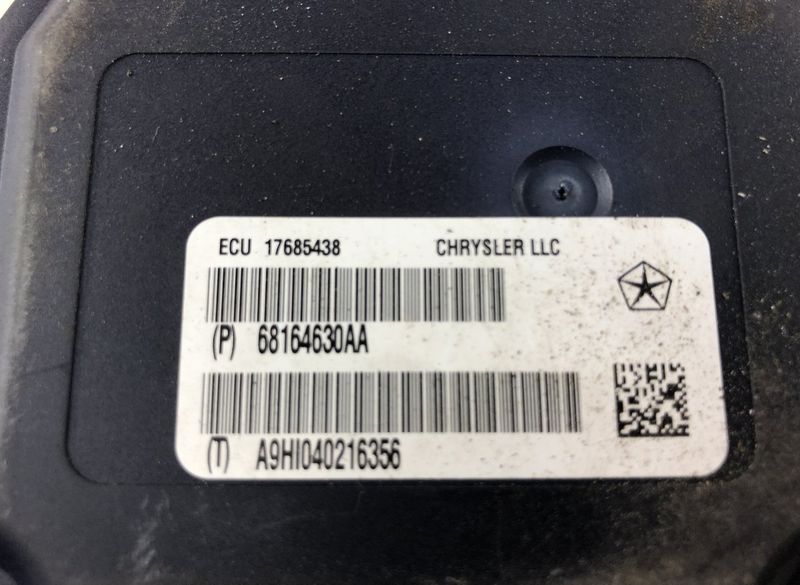 ECU 17685438 CHRYSLER LLC
(P) 68164630AA
(T) A9HI040216356